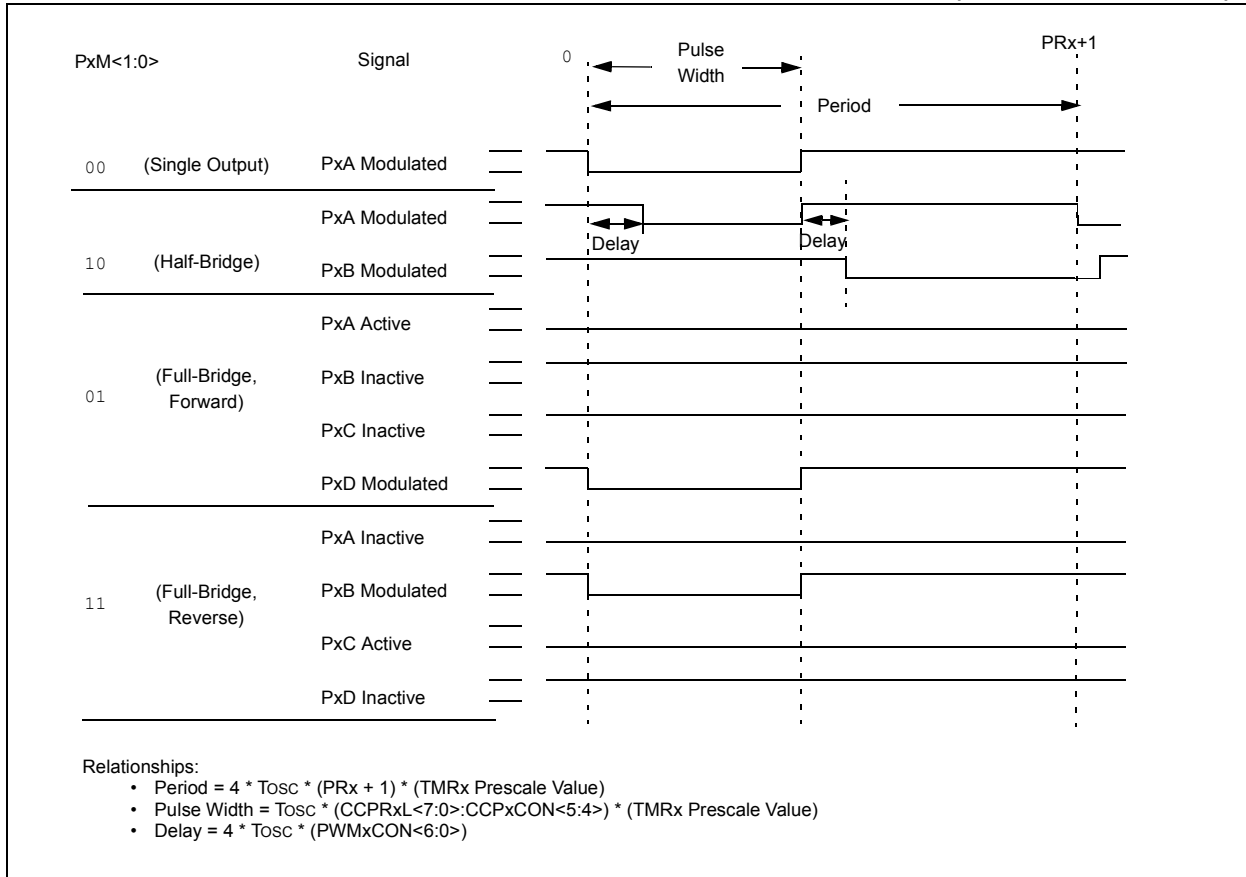 PxM<1:0>
Signal
0
Pulse
Width
PRx+1
Period
00
(Single Output)
PxA Modulated
PxA Modulated
Delay
Delay
10
(Half-Bridge)
PxB Modulated
PxA Active
01
(Full-Bridge,
Forward)
PxB Inactive
PxC Inactive
PxD Modulated
PxA Inactive
11
(Full-Bridge,
Reverse)
PxB Modulated
PxC Active
PxD Inactive
Relationships:
• Period = 4 * TOSC * (PRx + 1) * (TMRx Prescale Value)
• Pulse Width = TOSC * (CCPRxL<7:0>:CCPxCON<5:4>) * (TMRx Prescale Value)
• Delay = 4 * TOSC * (PWMxCON<6:0>)